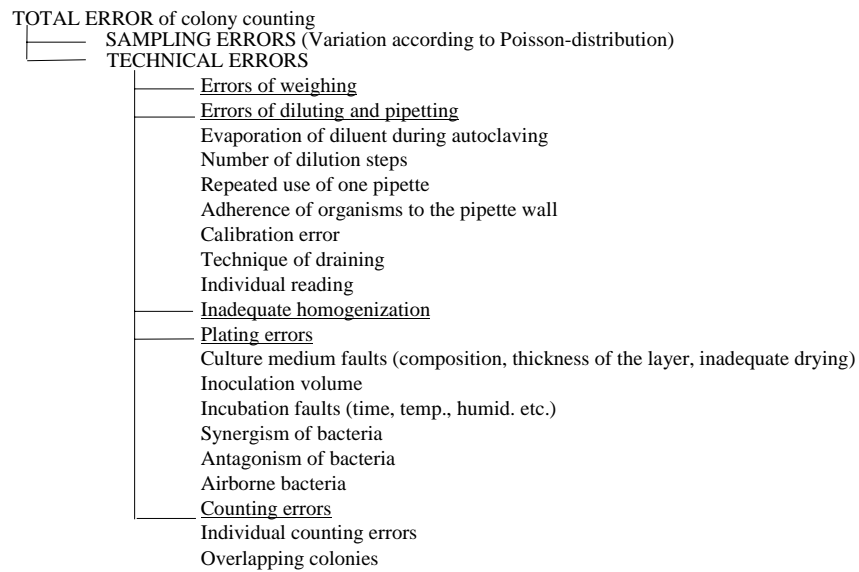 TOTAL ERROR of colony counting
SAMPLING ERRORS (Variation according to Poisson-distribution)
TECHNICAL ERRORS
Errors of weighing
Errors of diluting and pipetting
Evaporation of diluent during autoclaving
Number of dilution steps
Repeated use of one pipette
Adherence of organisms to the pipette wall
Calibration error
Technique of draining
Individual reading
Inadequate homogenization
Plating errors
Culture medium faults (composition, thickness of the layer, inadequate drying)
Inoculation volume
Incubation faults (time, temp., humid. etc.)
Synergism of bacteria
Antagonism of bacteria
Airborne bacteria
Counting errors
Individual counting errors
Overlapping colonies